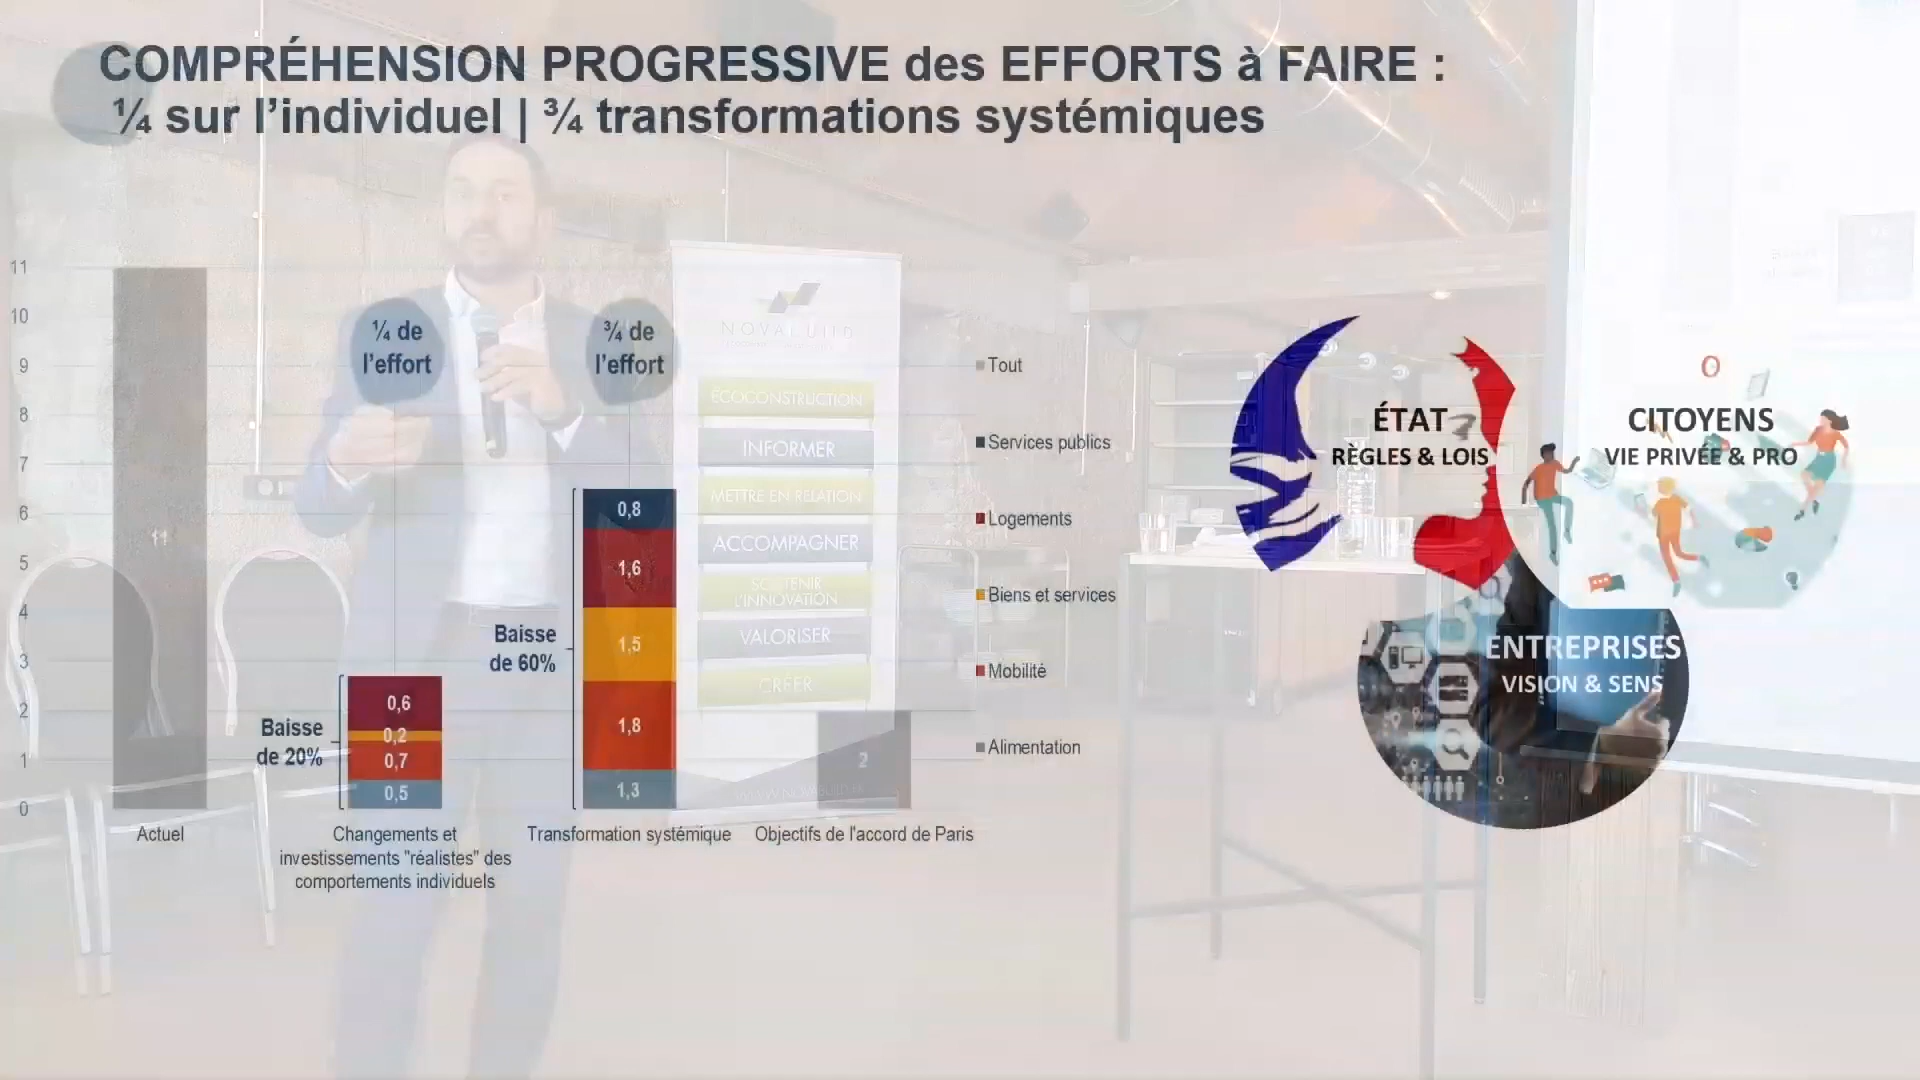 COMPRÉHENSION PROGRESSIVE des EFFORTS à FAIRE :
¼ sur l’individuel | ¾ transformations systémiques
11
10
9
8
7
6
5
4
3
2
1
0
11
¼ de
l’effort
¾ de
l’effort
Baisse
de 20%
0,6
0,2
0,7
0,5
Baisse
de 60%
0,8
1,6
1,5
1,8
1,3
2
Actuel
Changements et
investissements "réalistes" des
comportements individuels
Transformation systémique
Objectifs de l'accord de Paris
Tout
Services publics
Logements
Biens et services
Mobilité
Alimentation
NOVABUILD
ECOCONSTRUCTION
INFORMER
METTRE EN RELATION
ACCOMPAGNER
SOUTENIR
L'INNOVATION
VALORISER
CRÉER
ÉTAT
RÈGLES & LOIS
CITOYENS
VIE PRIVÉE & PRO
ENTREPRISES
VISION & SENS